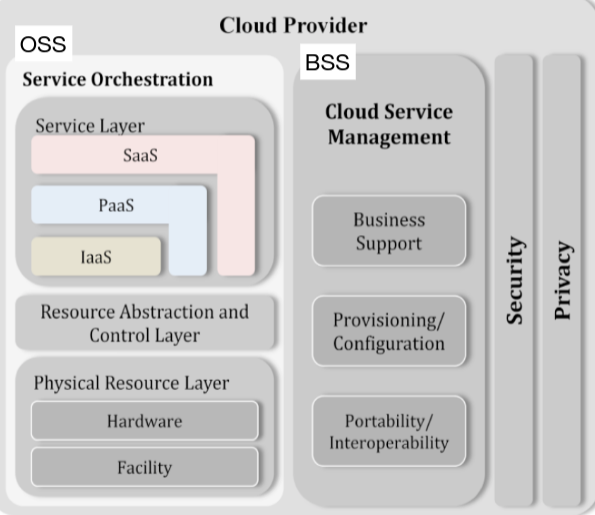 Cloud Provider
OSS
Service Orchestration
Service Layer
SaaS
PaaS
IaaS
Resource Abstraction and
Control Layer
Physical Resource Layer
Hardware
Facility
BSS
Cloud Service
Management
Business
Support
Provisioning/
Configuration
Portability/
Interoperability
Security
Privacy